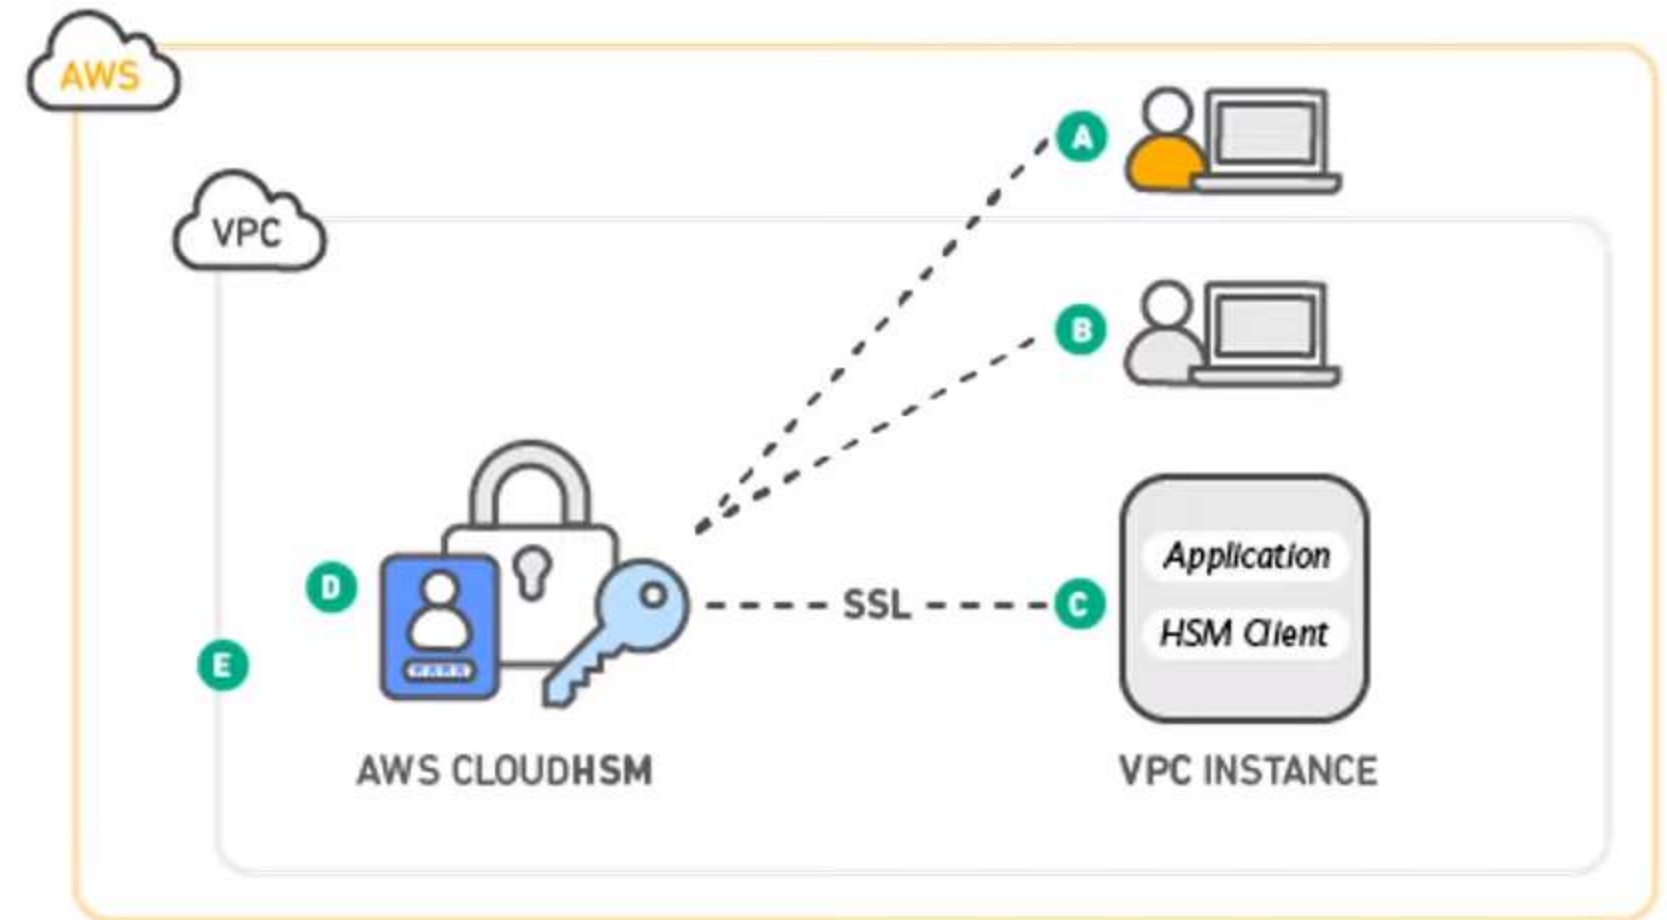 AWS
A
VPC
B
Application
D
SSL
C
HSM Client
E
AWS CLOUDHSM
VPC INSTANCE